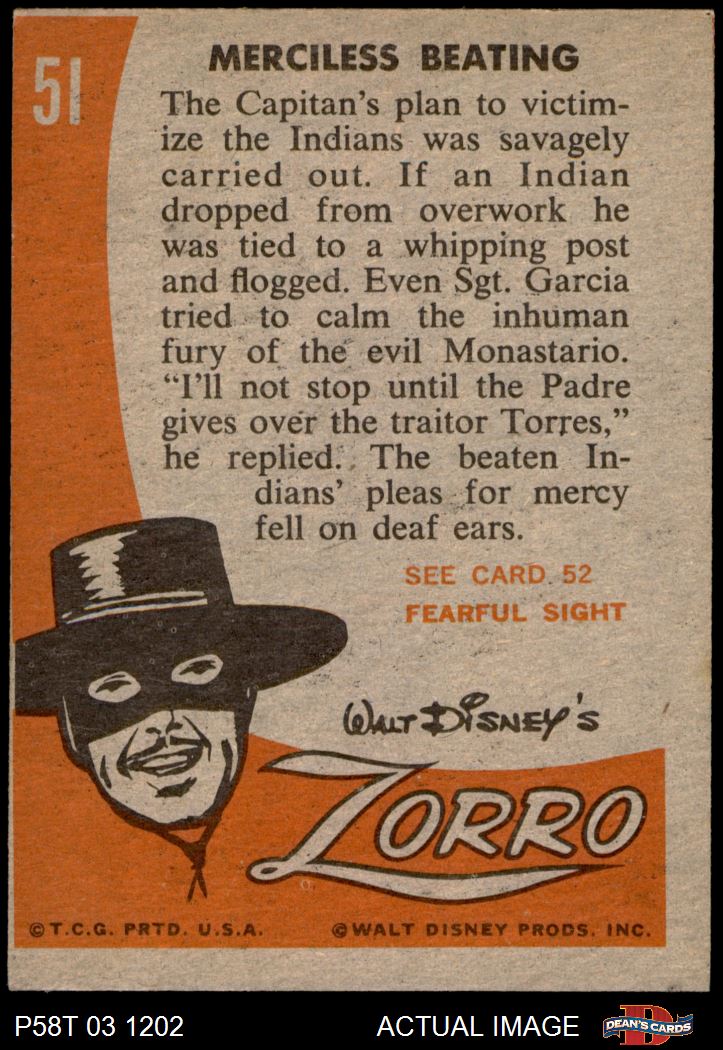 51
MERCILESS BEATING
The Capitan's plan to victim-
ize the Indians was savagely
carried out. If an Indian
dropped from overwork he
was tied to a whipping post
and flogged. Even Sgt. Garcia
tried to calm the inhuman
fury of the evil Monastario.
“I'll not stop until the Padre
gives over the traitor Torres,”
he replied. The beaten In-
dians' pleas for mercy
fell on deaf ears.
SEE CARD 52
FEARFUL SIGHT
WALT DISNEY'S
ZORRO
©T.C.G. PRTD. U.S.A.
©WALT DISNEY PRODS. INC.
P58T 03 1202
ACTUAL IMAGE
D
DEAN'S CARDS